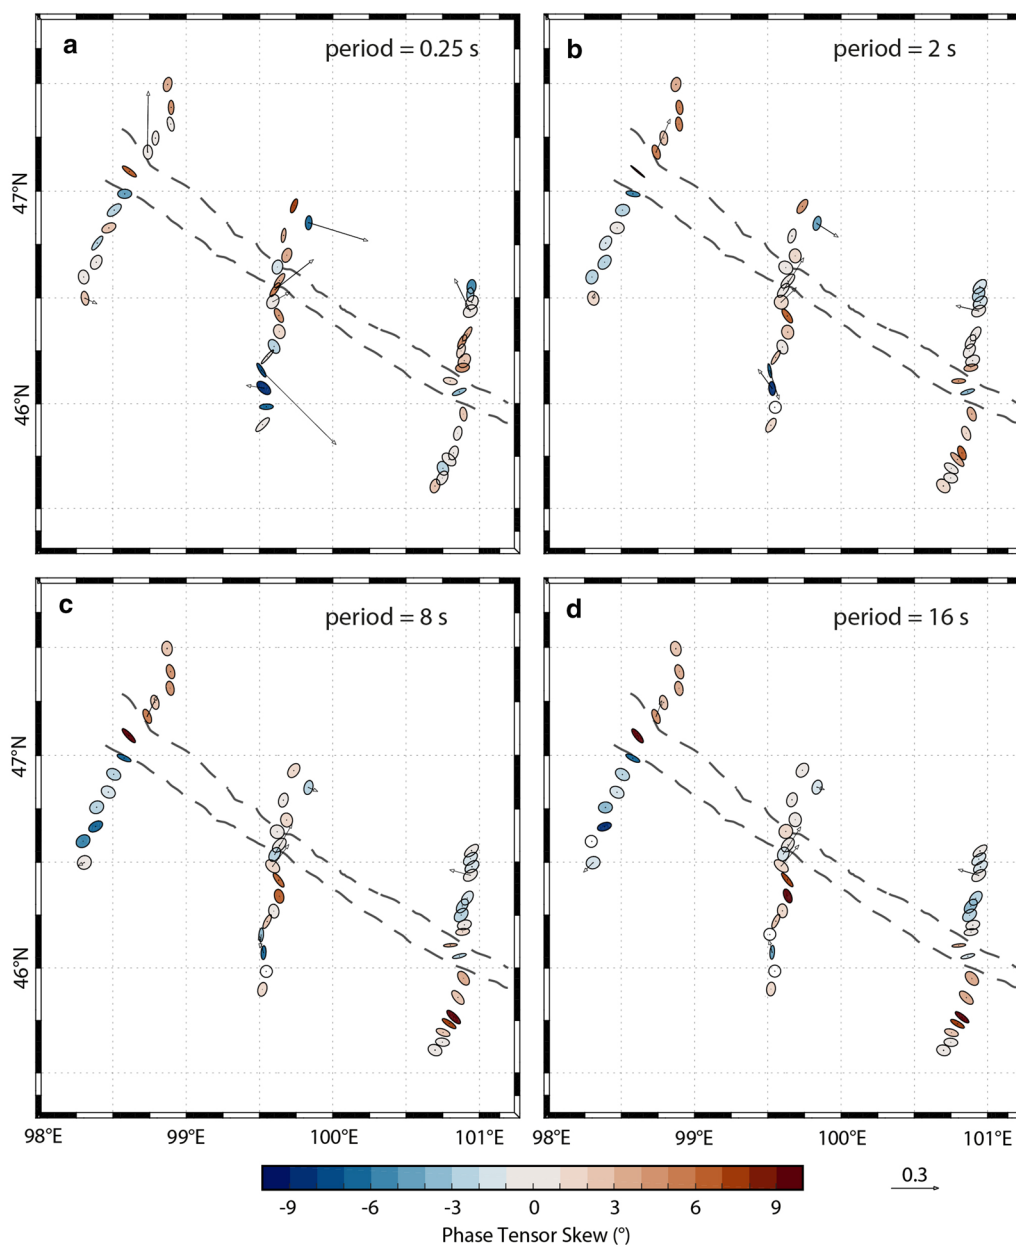 a
period = 0.25 s
b
period = 2 s
47°N
46°N
c
period = 8 s
d
period = 16 s
47°N
46°N
98°E
99°E
100°E
101°E
98°E
99°E
100°E
101°E
-9
-6
-3
0
3
6
9
0.3
Phase Tensor Skew (°)